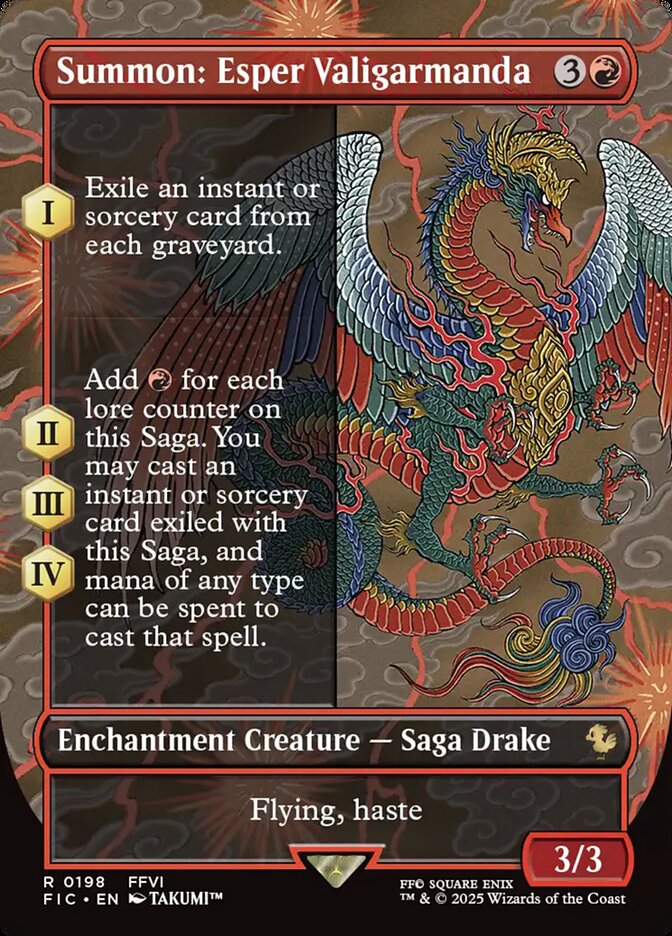 Summon: Esper Valigarmanda 3
I
Exile an instant or
sorcery card from
each graveyard.
II
III
IV
Add for each
lore counter on
this Saga. You
may cast an
instant or sorcery
card exiled with
this Saga, and
mana of any type
can be spent to
cast that spell.
Enchantment Creature — Saga Drake
Flying, haste
3/3
R 0198 FFVI
FIC • EN TAKUMI™
FF© SQUARE ENIX
™ & © 2025 Wizards of the Coast